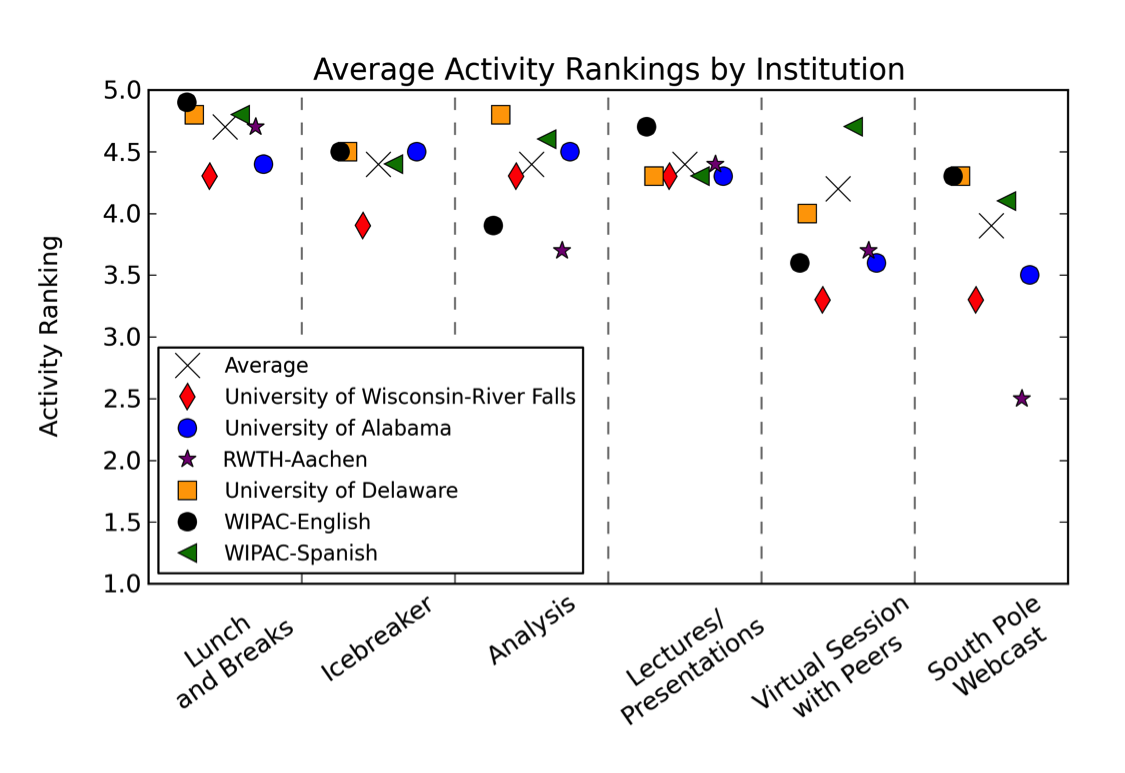 Average Activity Rankings by Institution
5.0
4.5
4.0
3.5
3.0
2.5
2.0
1.5
1.0
Activity Ranking
Average
University of Wisconsin-River Falls
University of Alabama
RWTH-Aachen
University of Delaware
WIPAC-English
WIPAC-Spanish
Lunch
and Breaks
Icebreaker
Analysis
Lectures/
Presentations
Virtual Session
with Peers
South Pole
Webcast